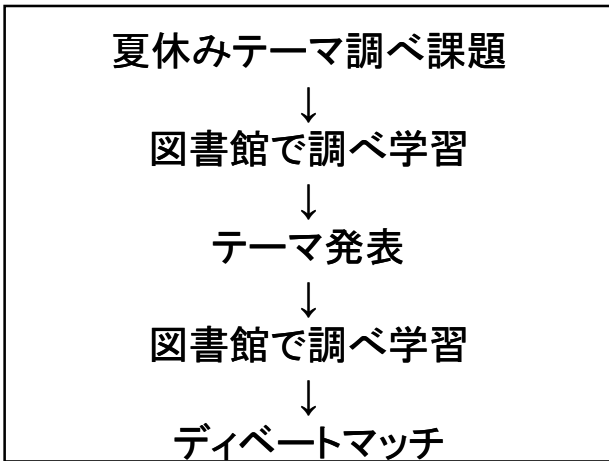 夏休みテーマ調べ課題
↓
図書館で調べ学習
↓
テーマ発表
↓
図書館で調べ学習
↓
ディベートマッチ